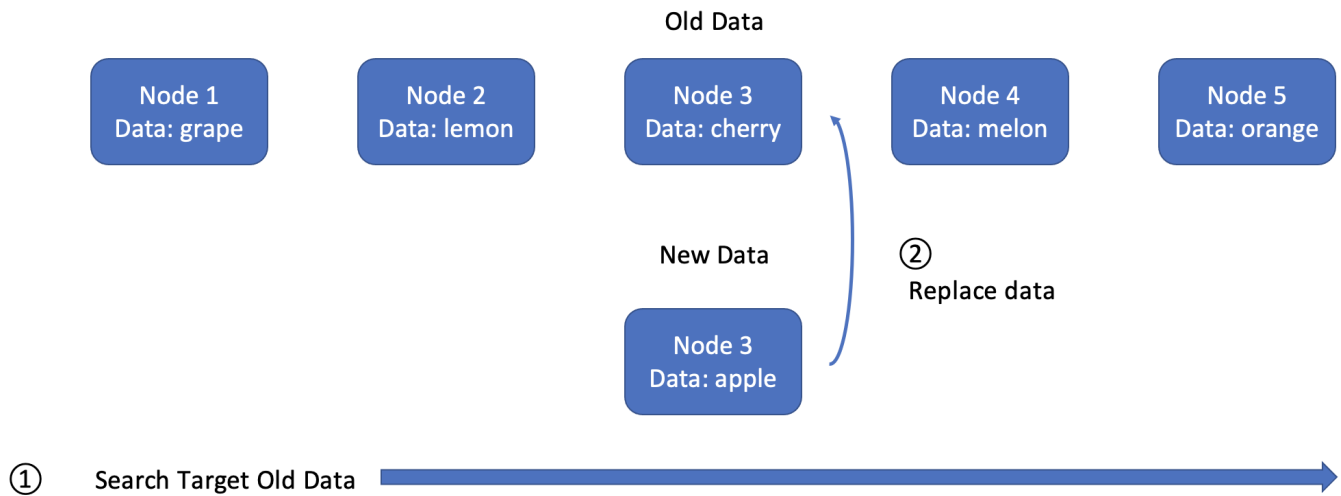 Old Data
Node 1
Data: grape
Node 2
Data: lemon
Node 3
Data: cherry
Node 4
Data: melon
Node 5
Data: orange
New Data
②
Replace data
Node 3
Data: apple
① Search Target Old Data